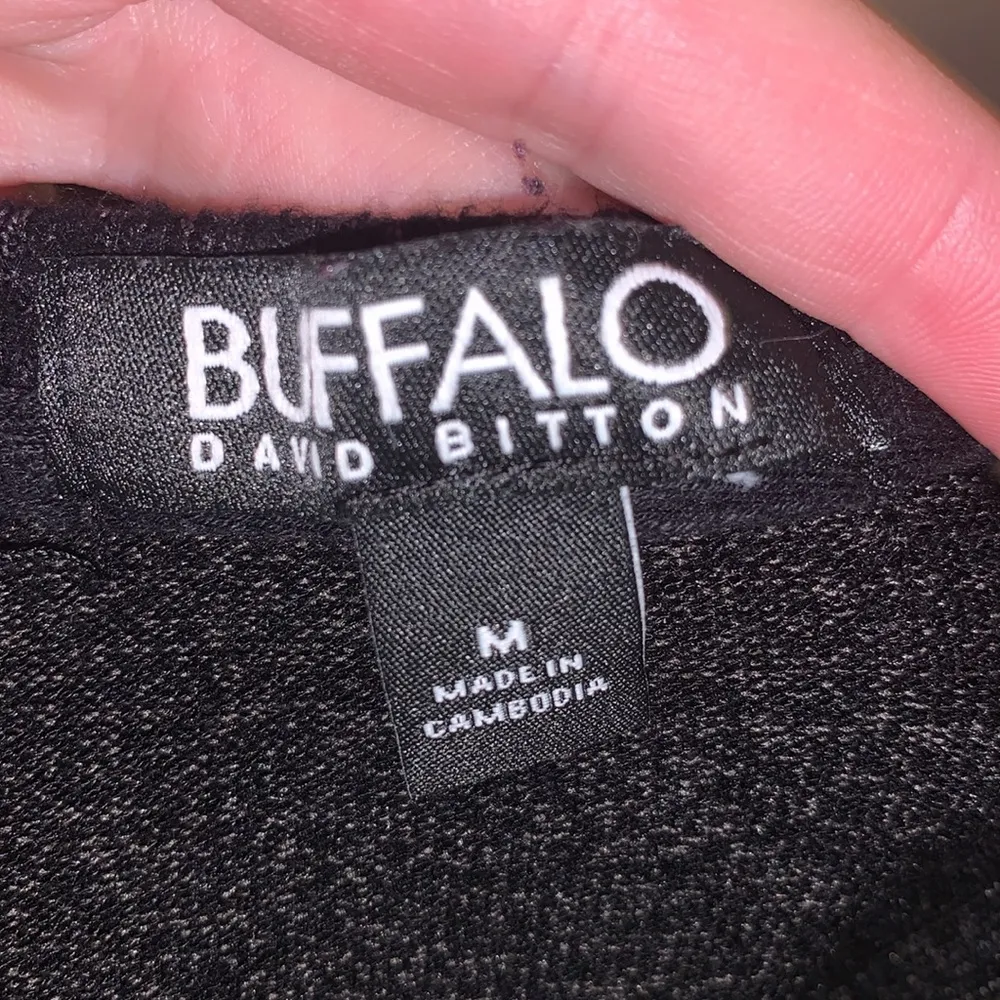 BUFFALO
DAVID BITTON
M
MADE IN
CAMBODIA